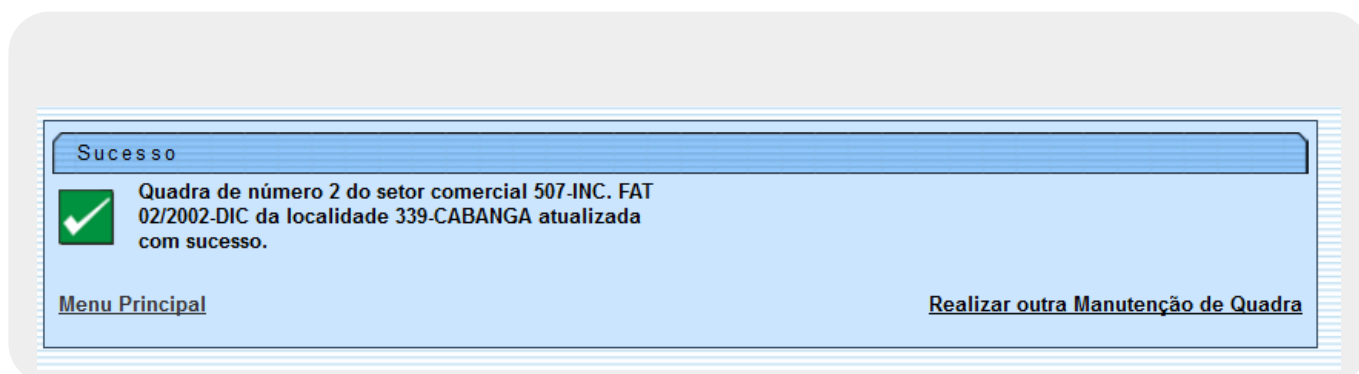 Sucesso
Quadra de número 2 do setor comercial 507-INC. FAT
02/2002-DIC da localidade 339-CABANGA atualizada
com sucesso.
Menu Principal
Realizar outra Manutenção de Quadra